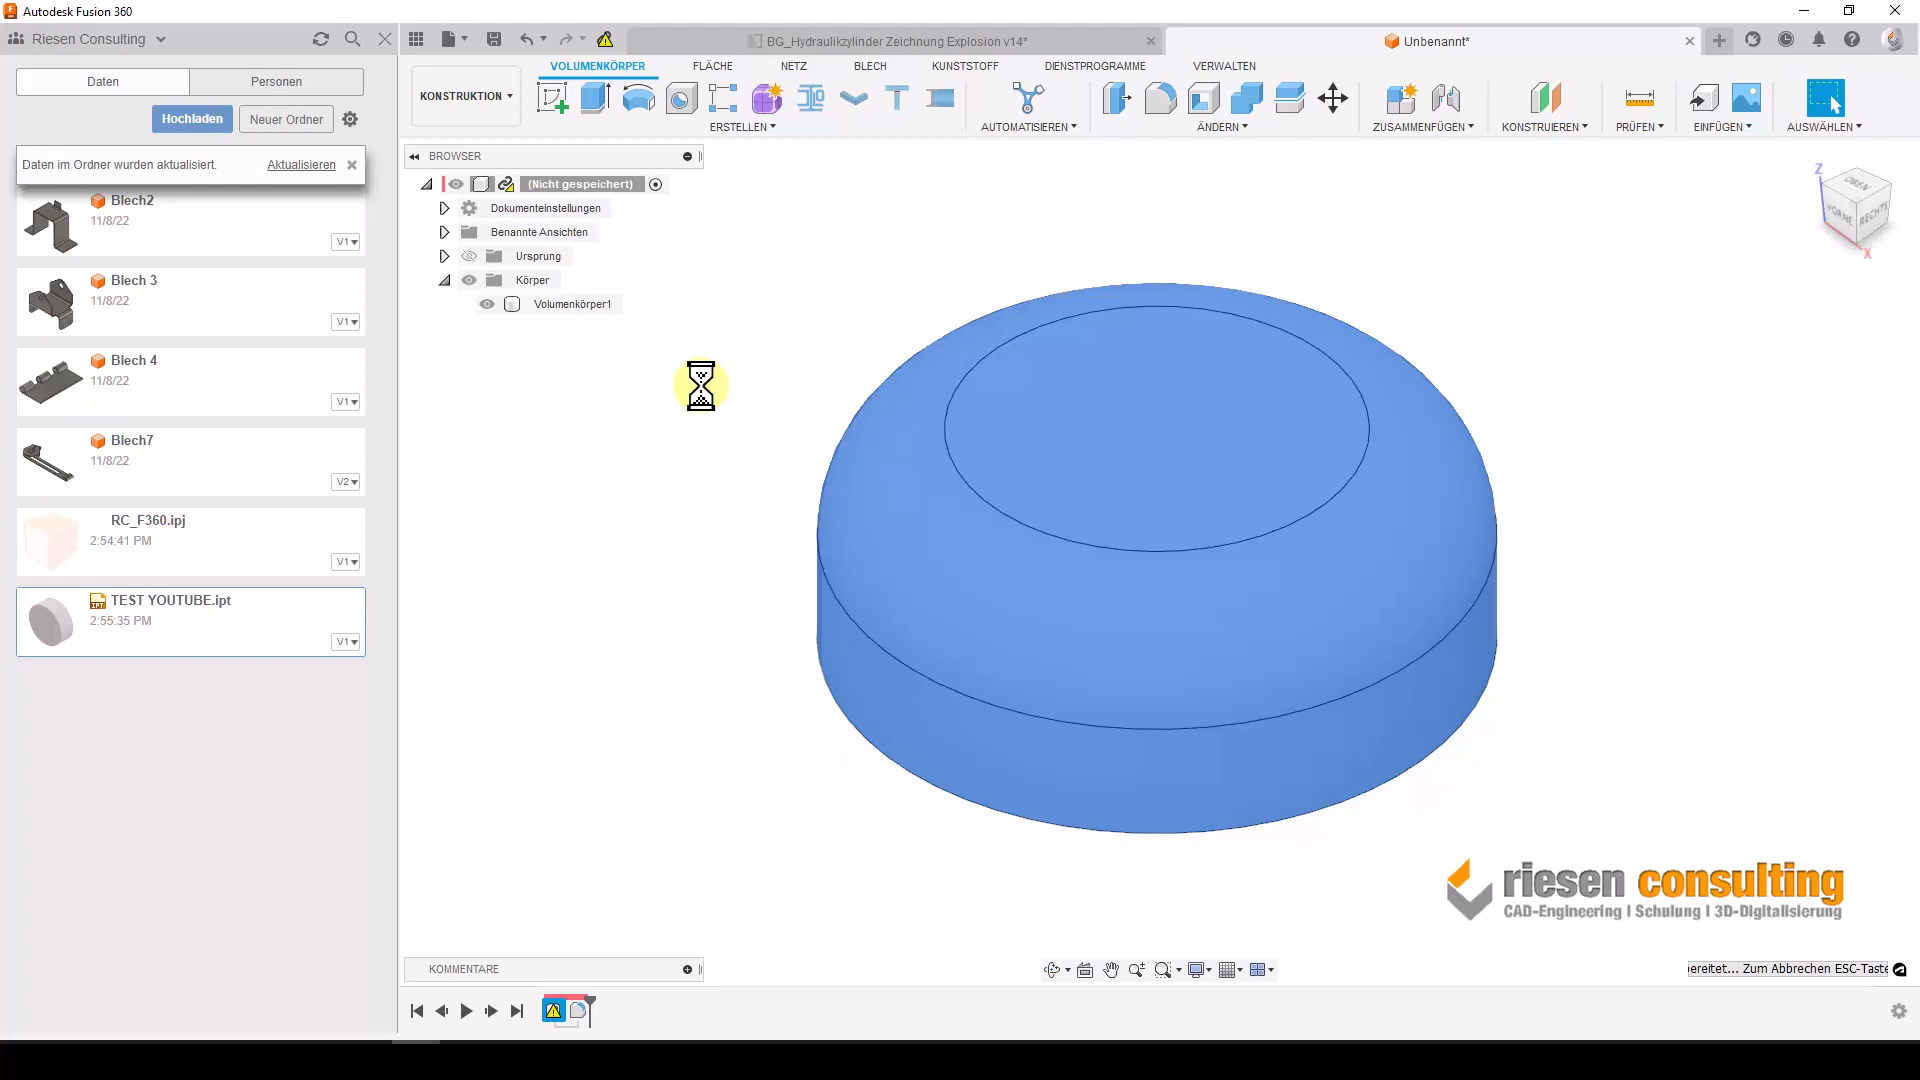 Autodesk Fusion 360
Riesen Consulting
BG_Hydraulikzylinder Zeichnung Explosion v14*
Unbenannt*
Daten
Personen
Hochladen
Neuer Ordner
Daten im Ordner wurden aktualisiert.
Aktualisieren
Blech2
11/8/22
V1
Blech 3
11/8/22
V1
Blech 4
11/8/22
V1
Blech7
11/8/22
V2
RC_F360.ipj
2:54:41 PM
V1
IPT
TEST YOUTUBE.ipt
2:55:35 PM
V1
KONSTRUKTION
VOLUMENKÖRPER
FLÄCHE
NETZ
BLECH
KUNSTSTOFF
DIENSTPROGRAMME
VERWALTEN
ERSTELLEN
AUTOMATISIEREN
ÄNDERN
ZUSAMMENFÜGEN
KONSTRUIEREN
PRÜFEN
EINFÜGEN
AUSWÄHLEN
BROWSER
(Nicht gespeichert)
Dokumenteinstellungen
Benannte Ansichten
Ursprung
Körper
Volumenkörper1
Z
OBEN
VORNE
RECHTS
X
riesen consulting
CAD-Engineering I Schulung I 3D-Digitalisierung
KOMMENTARE
ereitet... Zum Abbrechen ESC-Taste